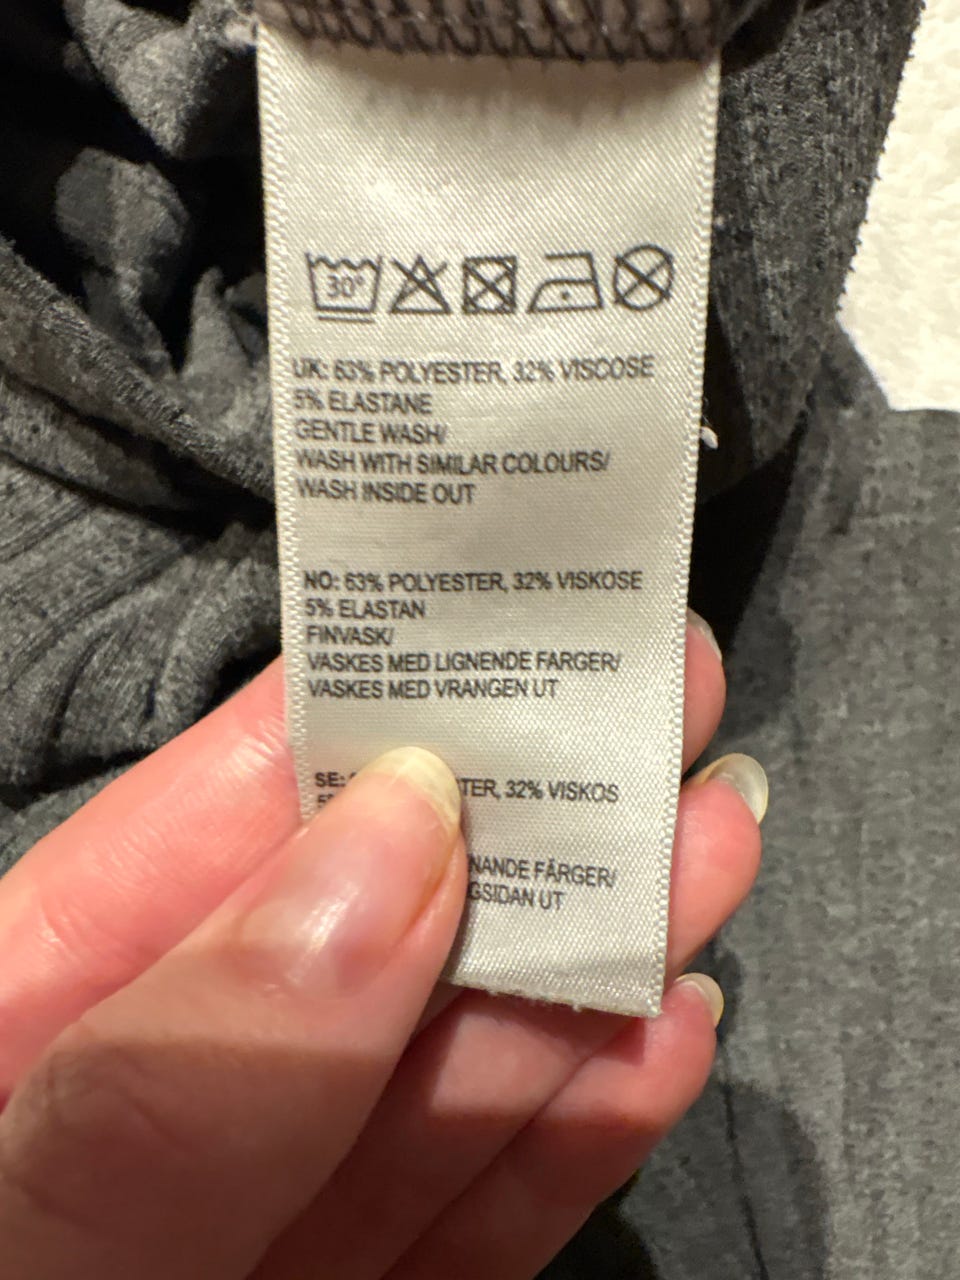 30°
UK: 63% POLYESTER, 32% VISCOSE
5% ELASTANE
GENTLE WASH/
WASH WITH SIMILAR COLOURS/
WASH INSIDE OUT
NO: 63% POLYESTER, 32% VISKOSE
5% ELASTAN
FINVASK/
VASKES MED LIGNENDE FARGER/
VASKES MED VRANGEN UT
SE: TER, 32% VISKOS
NANDE FÄRGER/
GSIDAN UT